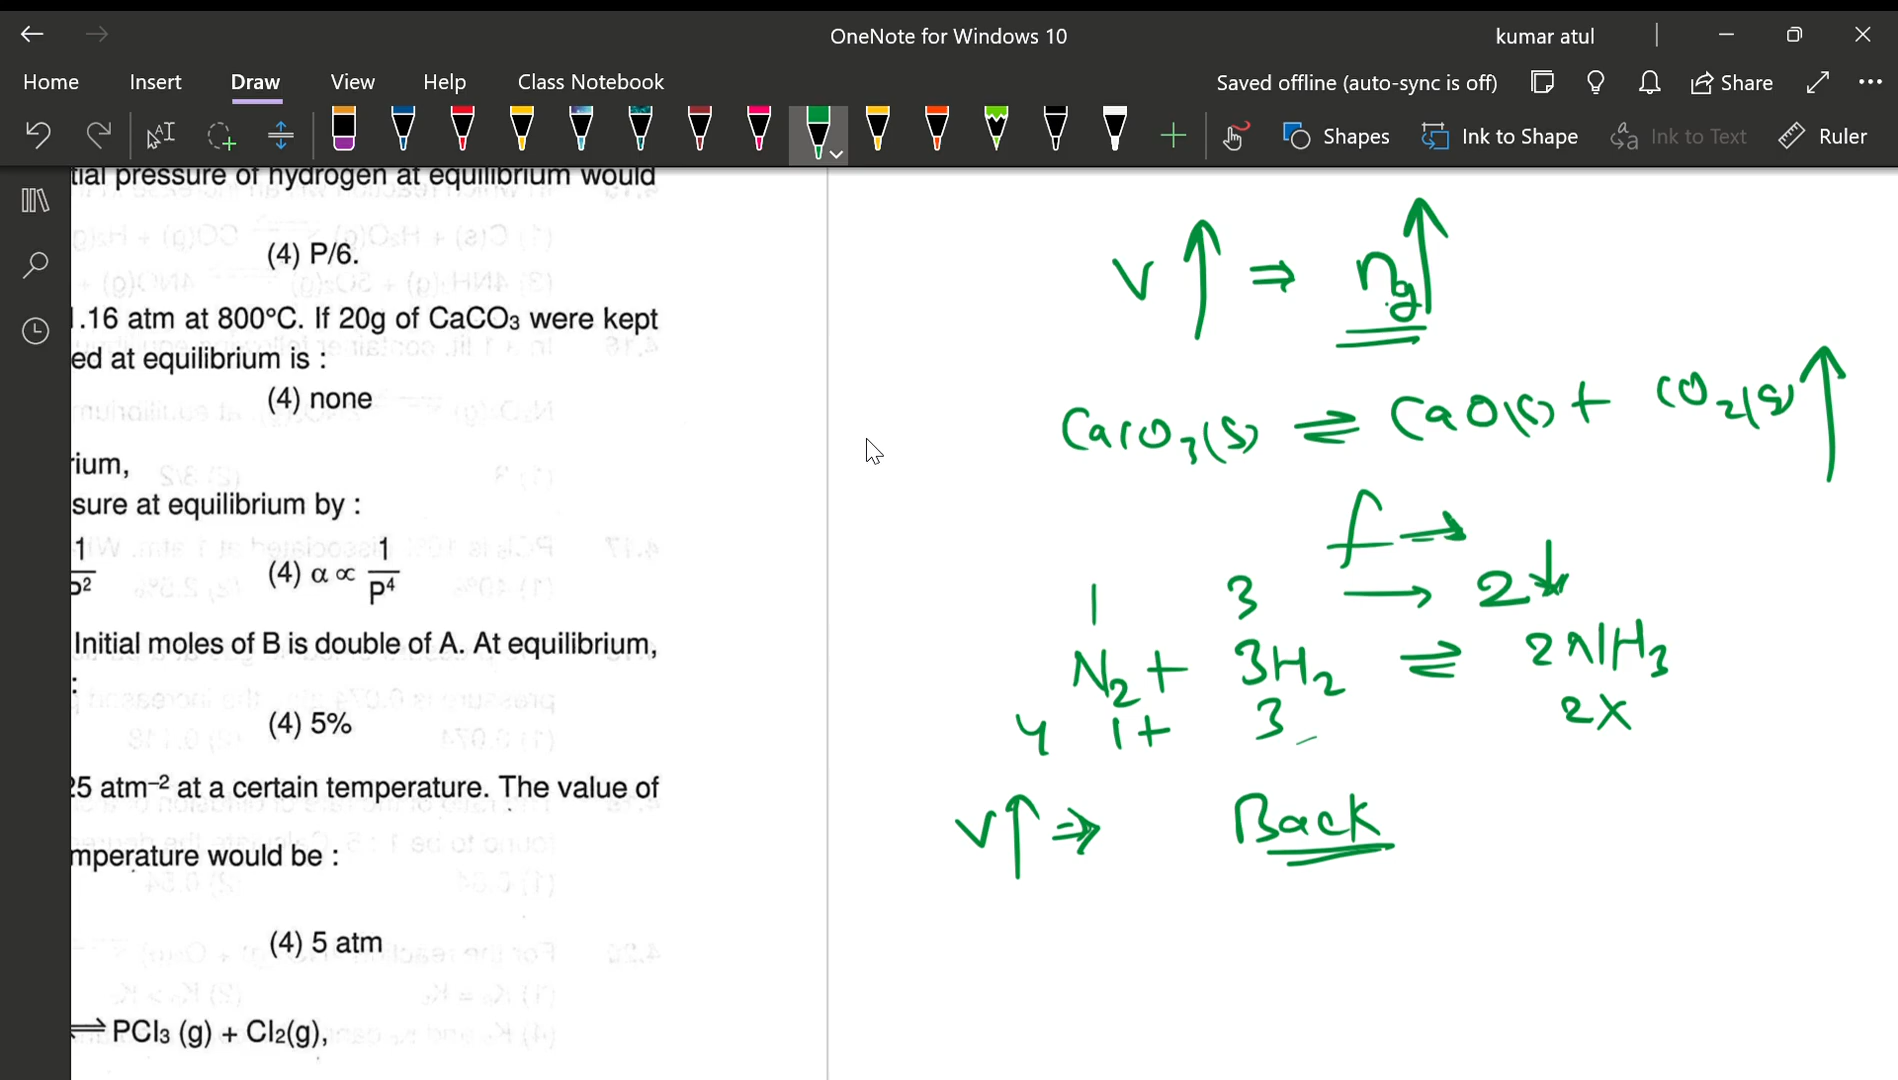 OneNote for Windows 10
kumar atul
Home Insert Draw View Help Class Notebook
Saved offline (auto-sync is off) Share
Shapes Ink to Shape Ink to Text Ruler
tial pressure of hydrogen at equilibrium would
(4) P/6.
1.16 atm at 800°C. If 20g of CaCO₃ were kept
ed at equilibrium is :
(4) none
rium,
sure at equilibrium by :
1/P² (4) α ∝ 1/P⁴
Initial moles of B is double of A. At equilibrium,
:
(4) 5%
25 atm⁻² at a certain temperature. The value of
mperature would be :
(4) 5 atm
⇌ PCl₃ (g) + Cl₂(g),
V ↑ ⇒ ng ↑
CaCO₃(s) ⇌ CaO(s) + CO₂(g) ↑
f →
1 3 → 2 ↓
N₂ + 3H₂ ⇌ 2NH₃
4 1+ 3 2x
V↑ ⇒ Back